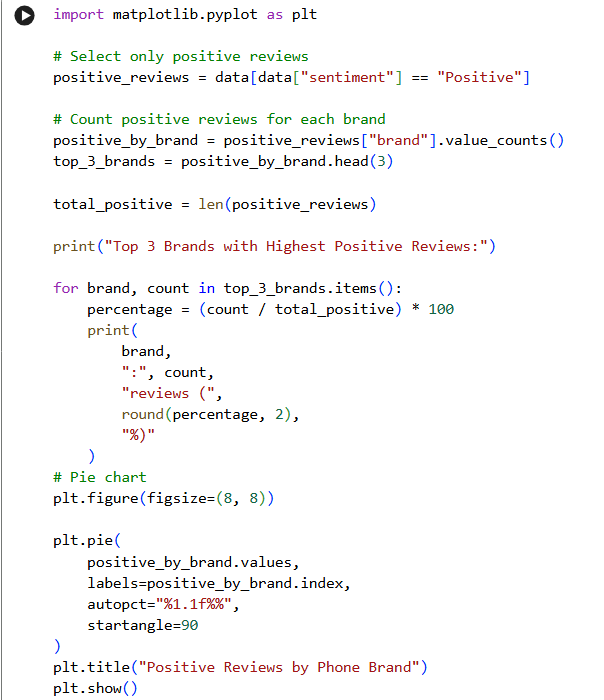 import matplotlib.pyplot as plt
# Select only positive reviews
positive_reviews = data[data["sentiment"] == "Positive"]
# Count positive reviews for each brand
positive_by_brand = positive_reviews["brand"].value_counts()
top_3_brands = positive_by_brand.head(3)
total_positive = len(positive_reviews)
print("Top 3 Brands with Highest Positive Reviews:")
for brand, count in top_3_brands.items():
    percentage = (count / total_positive) * 100
    print(
        brand,
        ":", count,
        "reviews (",
        round(percentage, 2),
        "%)"
    )
# Pie chart
plt.figure(figsize=(8, 8))
plt.pie(
    positive_by_brand.values,
    labels=positive_by_brand.index,
    autopct="%1.1f%%",
    startangle=90
)
plt.title("Positive Reviews by Phone Brand")
plt.show()